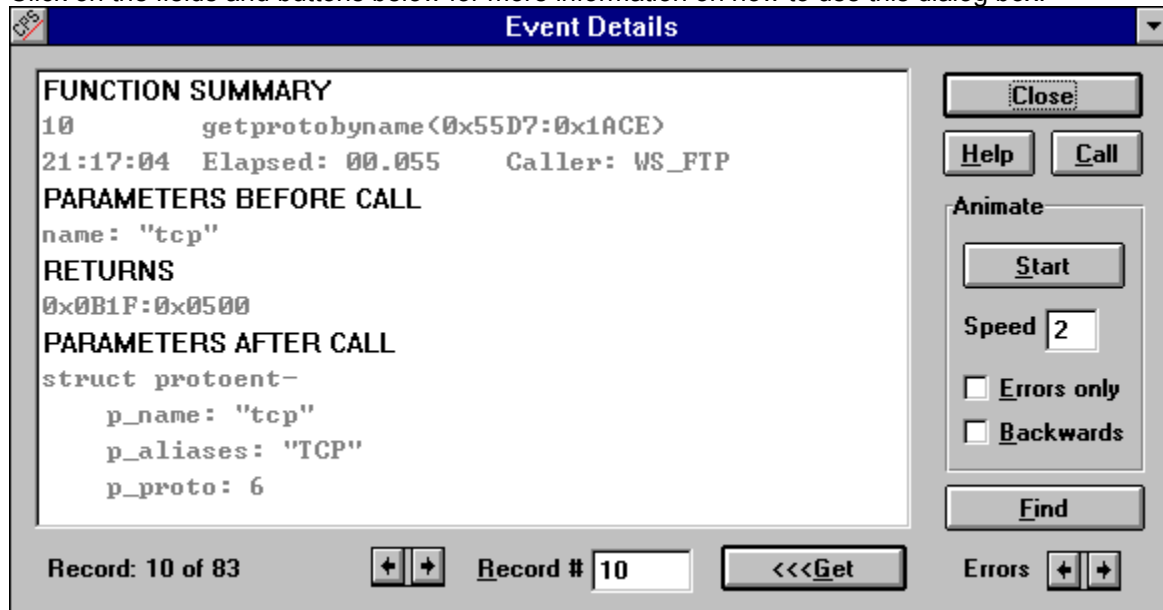 Click on the fields and buttons below for more information on how to use this dialog box.
CPS
Event Details
FUNCTION SUMMARY
10 getprotobyname(0x55D7:0x1ACE)
21:17:04 Elapsed: 00.055 Caller: WS_FTP
PARAMETERS BEFORE CALL
name: "tcp"
RETURNS
0x0B1F:0x0500
PARAMETERS AFTER CALL
struct protoent-
p_name: "tcp"
p_aliases: "TCP"
p_proto: 6
Close
Help Call
Animate
Start
Speed 2
Errors only
Backwards
Find
Record: 10 of 83 Record # 10 <<<Get Errors